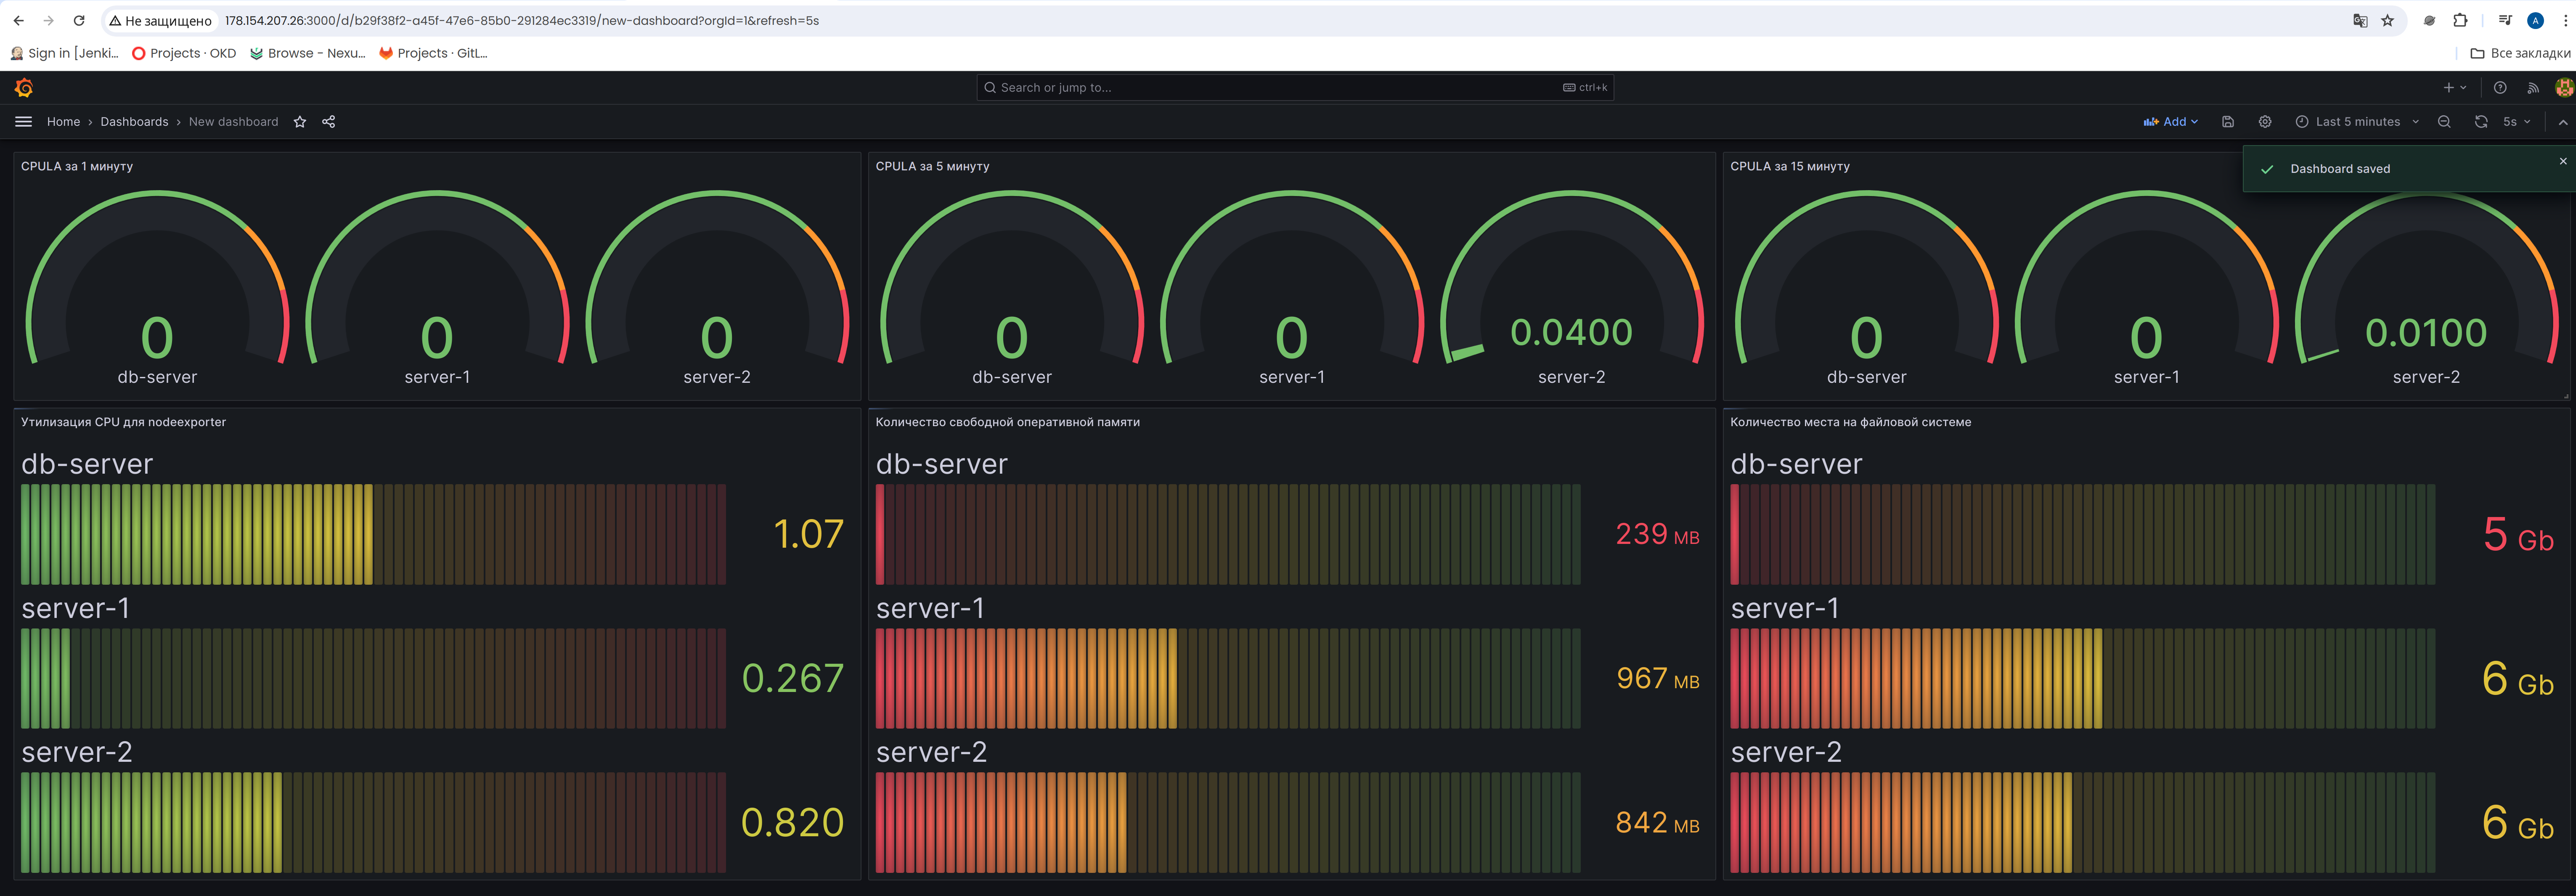 Не защищено 178.154.207.26:3000/d/b29f38f2-a45f-47e6-85b0-291284ec3319/new-dashboard?orgId=1&refresh=5s A
Sign in [Jenki... Projects · OKD Browse - Nexu... Projects · GitL... Все закладки
Search or jump to... ctrl+k
Home › Dashboards › New dashboard Add Last 5 minutes 5s
Dashboard saved
CPULA за 1 минуту
0 0 0
db-server server-1 server-2
CPULA за 5 минуту
0 0 0.0400
db-server server-1 server-2
CPULA за 15 минуту
0 0 0.0100
db-server server-1 server-2
Утилизация CPU для nodeexporter
db-server
1.07
server-1
0.267
server-2
0.820
Количество свободной оперативной памяти
db-server
239 MB
server-1
967 MB
server-2
842 MB
Количество места на файловой системе
db-server
5 Gb
server-1
6 Gb
server-2
6 Gb